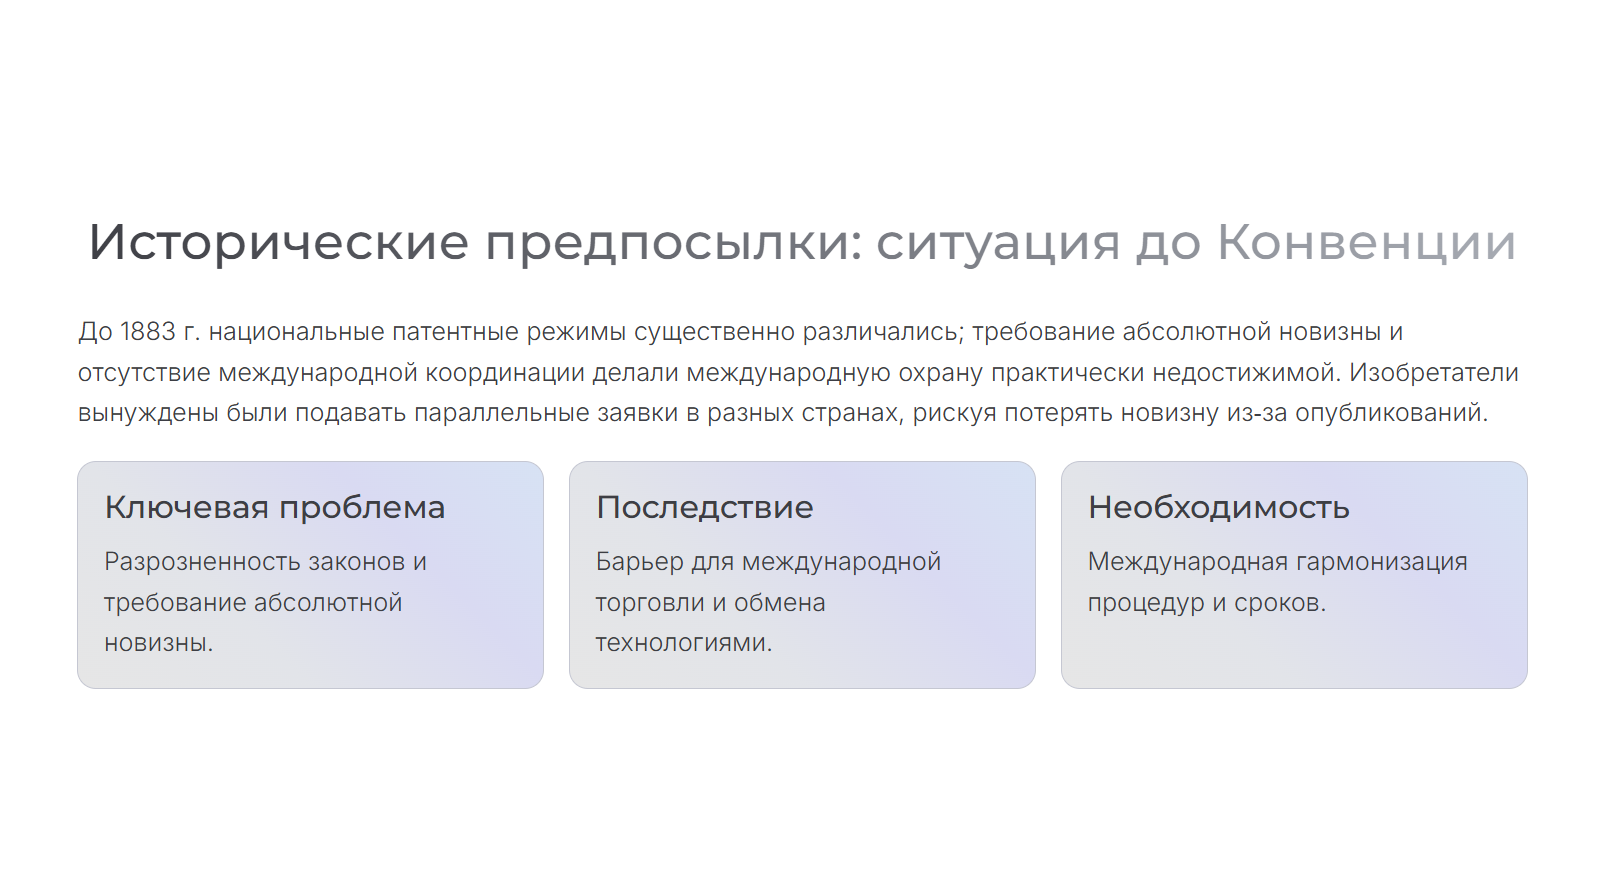 Исторические предпосылки: ситуация до Конвенции
До 1883 г. национальные патентные режимы существенно различались; требование абсолютной новизны и
отсутствие международной координации делали международную охрану практически недостижимой. Изобретатели
вынуждены были подавать параллельные заявки в разных странах, рискуя потерять новизну из-за опубликований.
Ключевая проблема
Разрозненность законов и
требование абсолютной
новизны.
Последствие
Барьер для международной
торговли и обмена
технологиями.
Необходимость
Международная гармонизация
процедур и сроков.